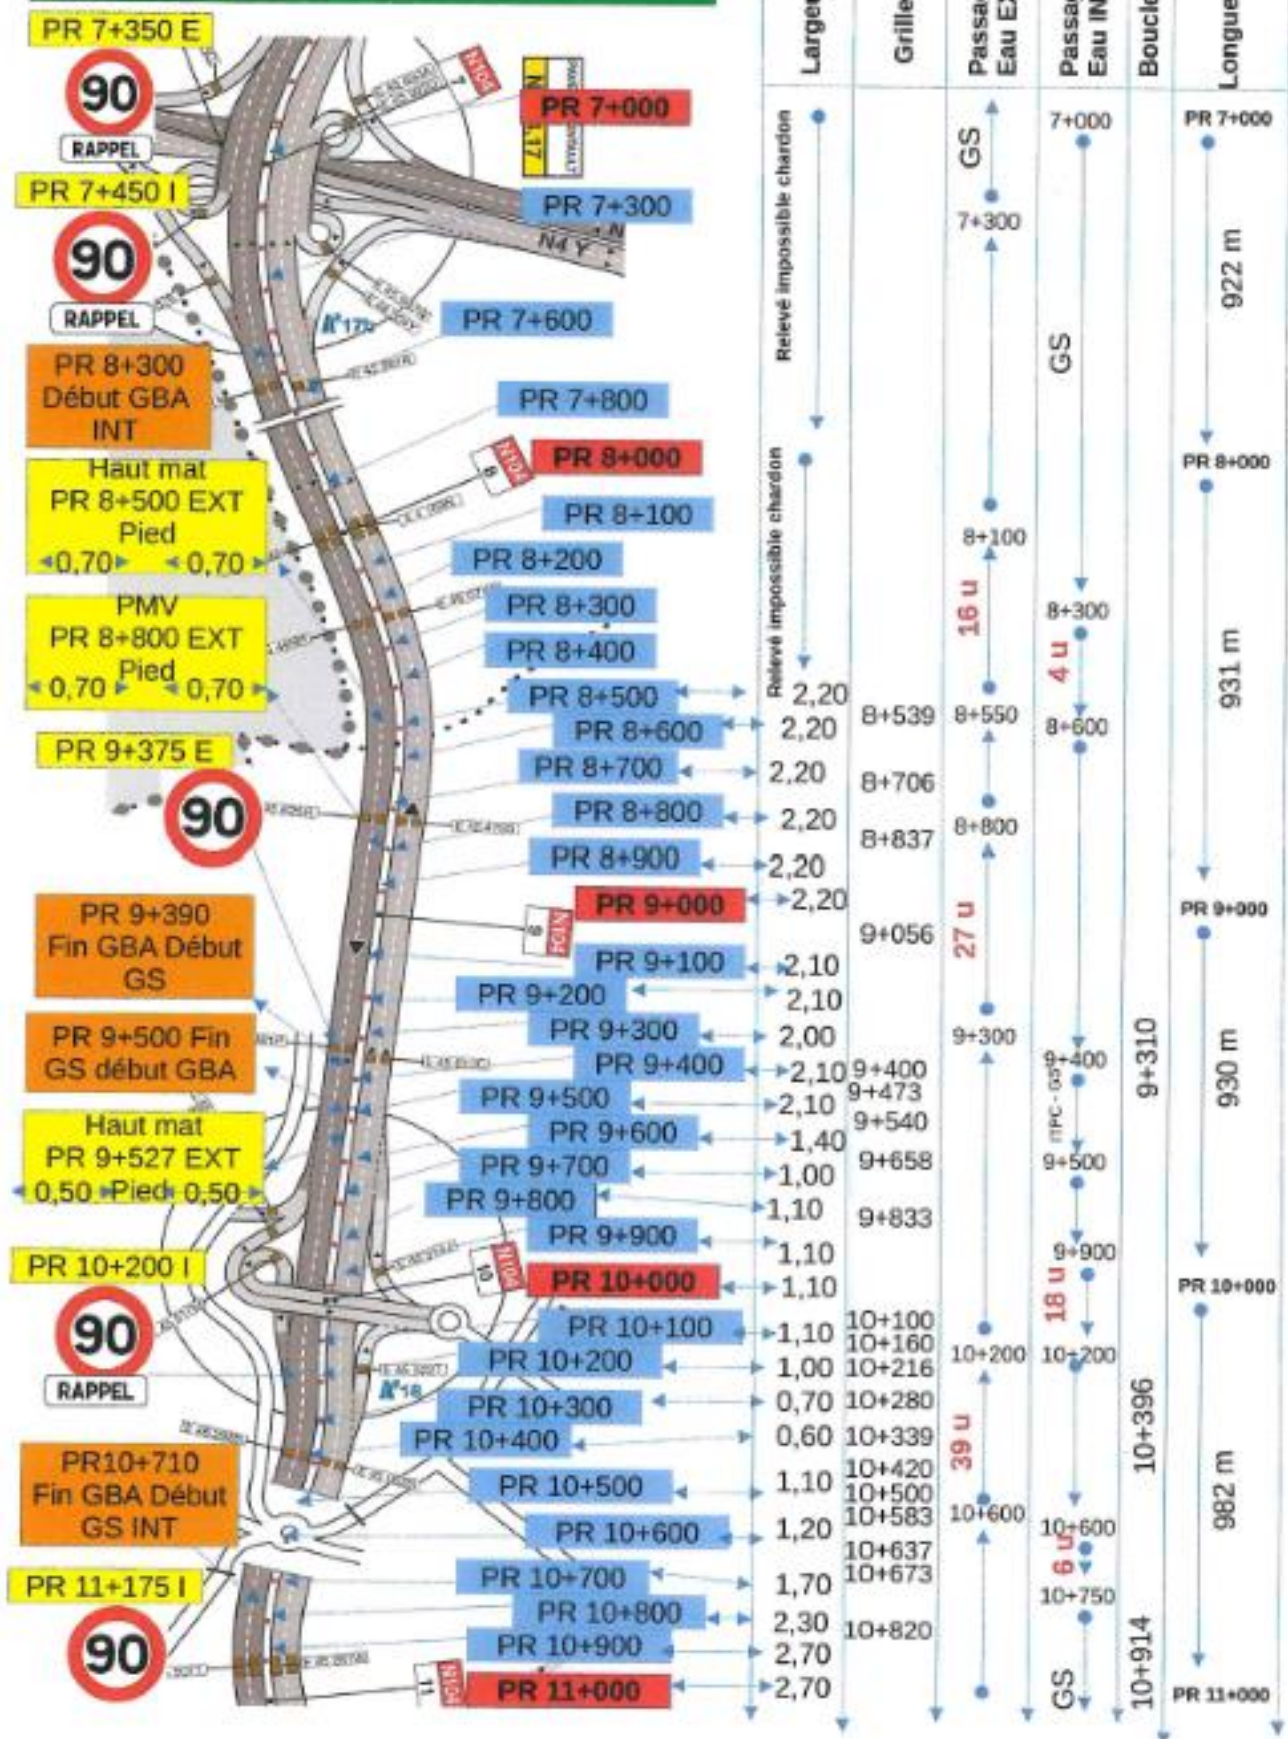 Passa
Eau EX
Passa
Eau IN
Grille
Boucle
PR 7+350 E
90
RAPPEL
N104
7
PR 7+000
PR 7+450 I
90
RAPPEL
PR 7+300
N4 Y
PR 7+600
PR 8+300
Début GBA
INT
PR 7+800
N104
8
PR 8+000
Haut mat
PR 8+500 EXT
Pied
0,70 0,70
PR 8+100
PR 8+200
PMV
PR 8+800 EXT
Pied
0,70 0,70
PR 8+300
PR 8+400
PR 8+500
PR 8+600
PR 9+375 E
90
PR 8+700
PR 8+800
PR 8+900
PR 9+390
Fin GBA Début
GS
N104
9
PR 9+000
PR 9+100
PR 9+200
PR 9+500 Fin
GS début GBA
PR 9+300
PR 9+400
PR 9+500
Haut mat
PR 9+527 EXT
0,50 Pied 0,50
PR 9+600
PR 9+700
PR 9+800
PR 9+900
PR 10+200 I
90
RAPPEL
N104
10
PR 10+000
PR 10+100
PR 10+200
18
PR 10+300
PR 10+400
PR10+710
Fin GBA Début
GS INT
PR 10+500
PR 10+600
PR 11+175 I
90
PR 10+700
PR 10+800
PR 10+900
N104
11
PR 11+000
Relevé impossible chardon
Relevé impossible chardon
2,20
2,20
2,20
2,20
2,20
2,20
2,10
2,10
2,00
2,10
2,10
1,40
1,00
1,10
1,10
1,10
1,10
1,00
0,70
0,60
1,10
1,20
1,70
2,30
2,70
2,70
8+539
8+706
8+837
9+056
9+400
9+473
9+540
9+658
9+833
10+100
10+160
10+216
10+280
10+339
10+420
10+500
10+583
10+637
10+673
10+820
GS
7+300
8+100
16 u
8+550
8+800
27 u
9+300
10+200
39 u
10+600
7+000
GS
8+300
4 u
8+600
9+400
ITPC - GS
9+500
9+900
18 u
10+200
10+600
6 u
10+750
GS
9+310
10+396
10+914
PR 7+000
922 m
PR 8+000
931 m
PR 9+000
930 m
PR 10+000
982 m
PR 11+000